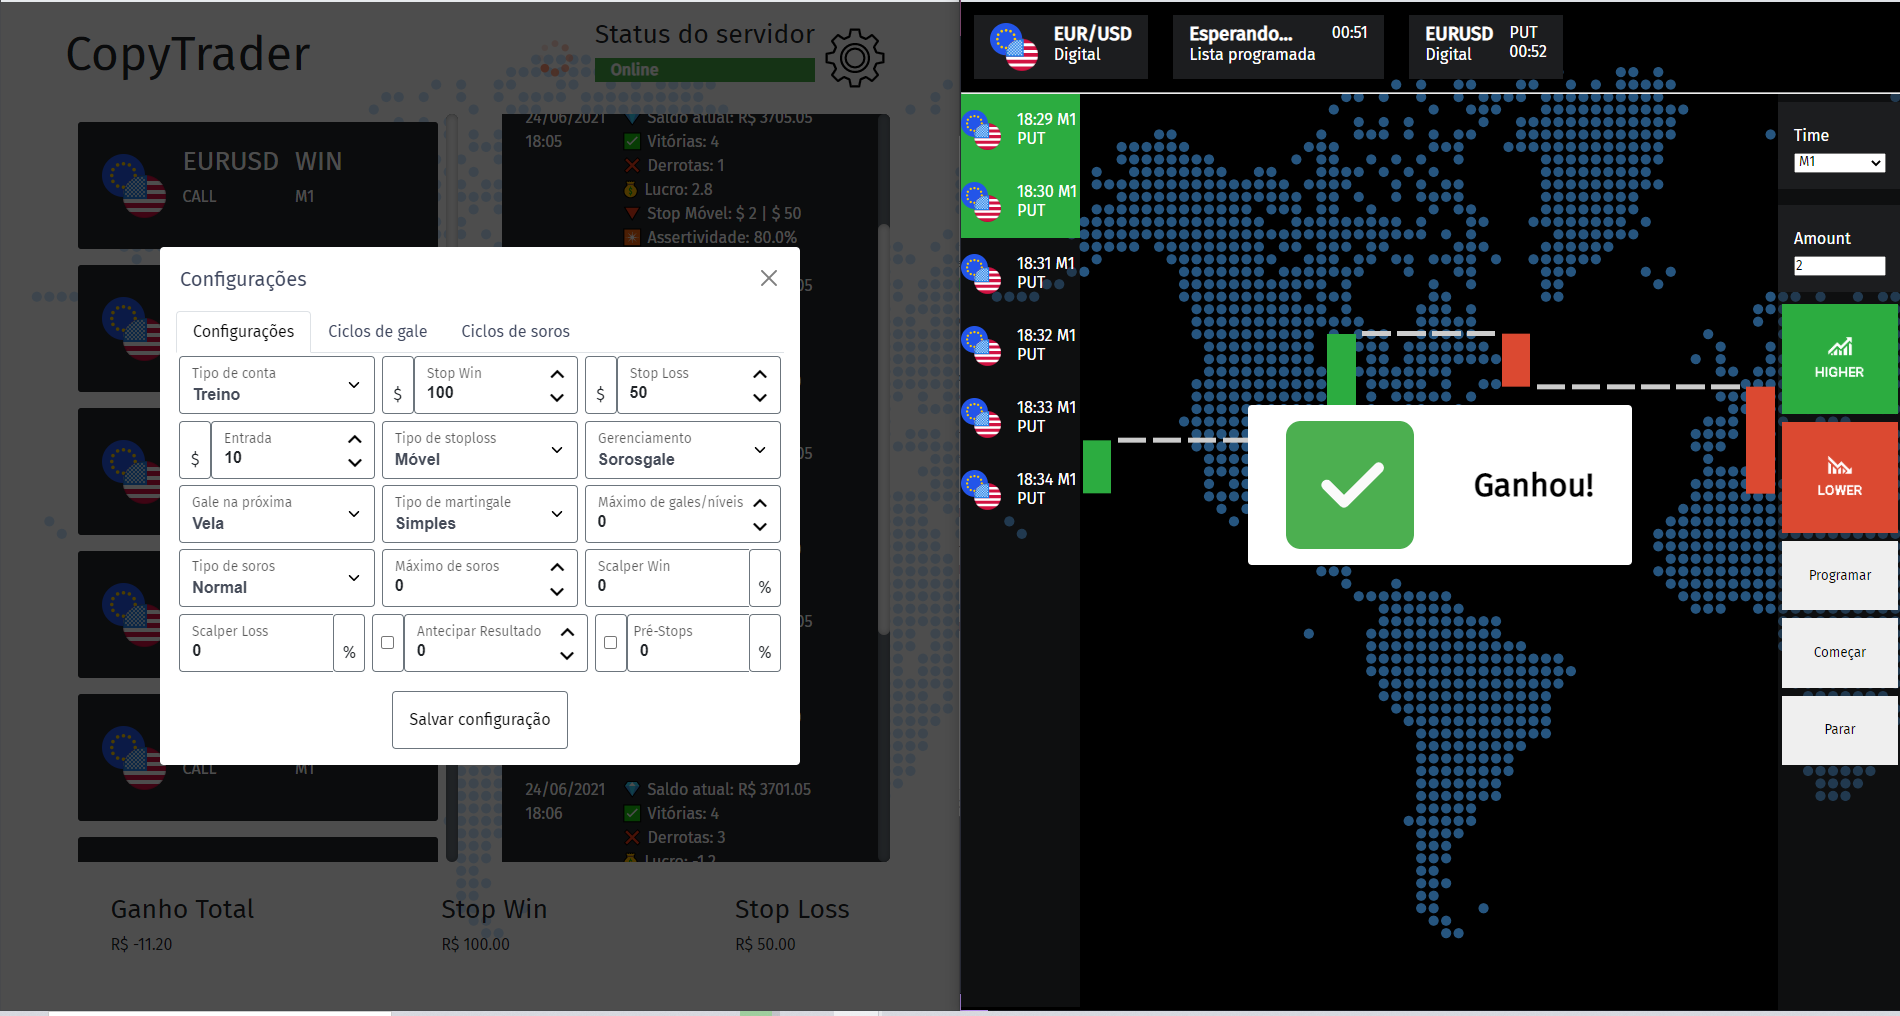 CopyTrader
Status do servidor
Online
EURUSD WIN
CALL M1
24/06/2021 Saldo atual: R$ 3705.05
18:05 Vitórias: 4
Derrotas: 1
Lucro: 2.8
Stop Móvel: $ 2 | $ 50
Assertividade: 80.0%
Configurações
Configurações Ciclos de gale Ciclos de soros
Tipo de conta
Treino
$ Stop Win
100
$ Stop Loss
50
$ Entrada
10
Tipo de stoploss
Móvel
Gerenciamento
Sorosgale
Gale na próxima
Vela
Tipo de martingale
Simples
Máximo de gales/níveis
0
Tipo de soros
Normal
Máximo de soros
0
Scalper Win
0 %
Scalper Loss
0 %
Antecipar Resultado
0
Pré-Stops
0 %
Salvar configuração
05
05
05
CALL M1
24/06/2021 Saldo atual: R$ 3701.05
18:06 Vitórias: 4
Derrotas: 3
Lucro: -1.2
Ganho Total
R$ -11.20
Stop Win
R$ 100.00
Stop Loss
R$ 50.00
EUR/USD
Digital
Esperando... 00:51
Lista programada
EURUSD PUT
Digital 00:52
18:29 M1
PUT
18:30 M1
PUT
18:31 M1
PUT
18:32 M1
PUT
18:33 M1
PUT
18:34 M1
PUT
Ganhou!
Time
M1
Amount
2
HIGHER
LOWER
Programar
Começar
Parar